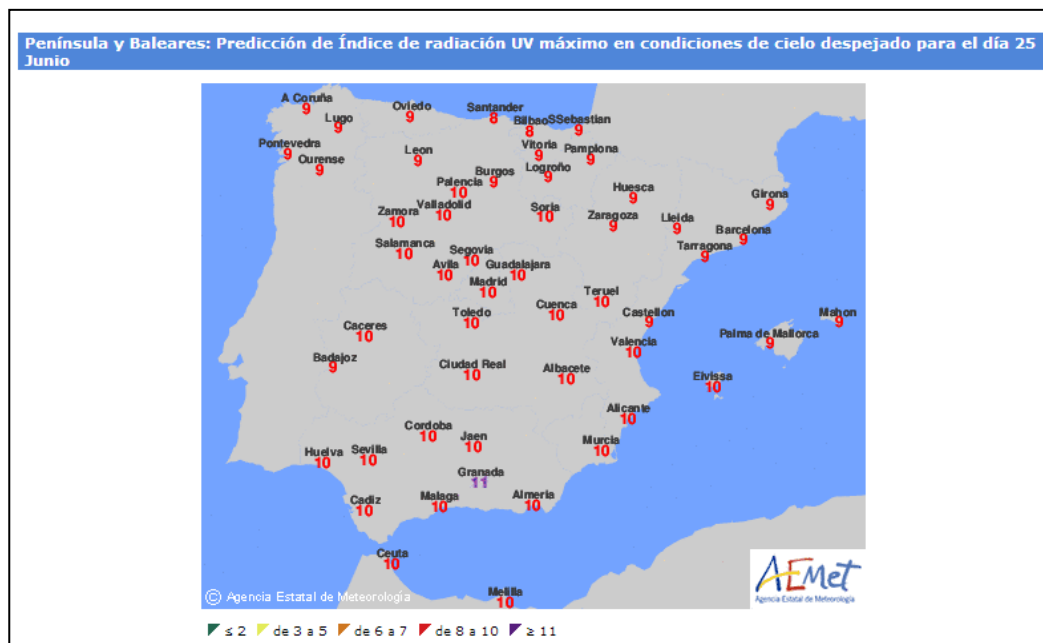 Península y Baleares: Predicción de Índice de radiación UV máximo en condiciones de cielo despejado para el día 25
Junio
A Coruña
9
Lugo
9
Oviedo
9
Santander
8
Bilbao
8
SSebastian
9
Pontevedra
9
Ourense
9
Leon
9
Vitoria
9
Pamplona
9
Burgos
9
Logroño
9
Palencia
10
Huesca
9
Girona
9
Zamora
10
Valladolid
10
Soria
10
Zaragoza
9
Lleida
9
Barcelona
9
Tarragona
9
Salamanca
10
Segovia
10
Avila
10
Guadalajara
10
Madrid
10
Teruel
10
Cuenca
10
Toledo
10
Castellon
9
Mahon
9
Caceres
10
Palma de Mallorca
9
Valencia
10
Badajoz
9
Ciudad Real
10
Albacete
10
Eivissa
10
Alicante
10
Cordoba
10
Jaen
10
Murcia
10
Huelva
10
Sevilla
10
Granada
11
Cadiz
10
Malaga
10
Almeria
10
Ceuta
10
Melilla
10
AEMet
Agencia Estatal de Meteorología
© Agencia Estatal de Meteorología
≤ 2 de 3 a 5 de 6 a 7 de 8 a 10 ≥ 11